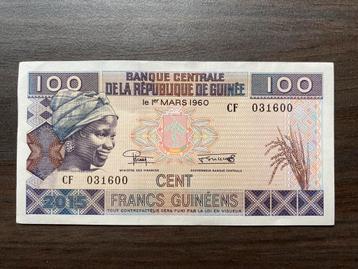 100
BANQUE CENTRALE
DE LA RÉPUBLIQUE DE GUINÉE
100
le 1er MARS 1960
CF 031600
CF 031600
MINISTRE DES FINANCES
GOUVERNEUR BANQUE CENTRALE
CENT
2015
FRANCS GUINÉENS
TOUT CONTREFACTEUR SERA PUNI PAR LA LOI EN VIGUEUR